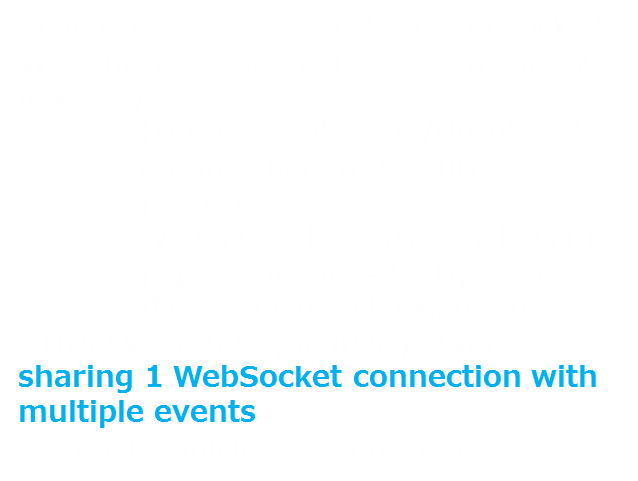 sharing 1 WebSocket connection with
multiple events